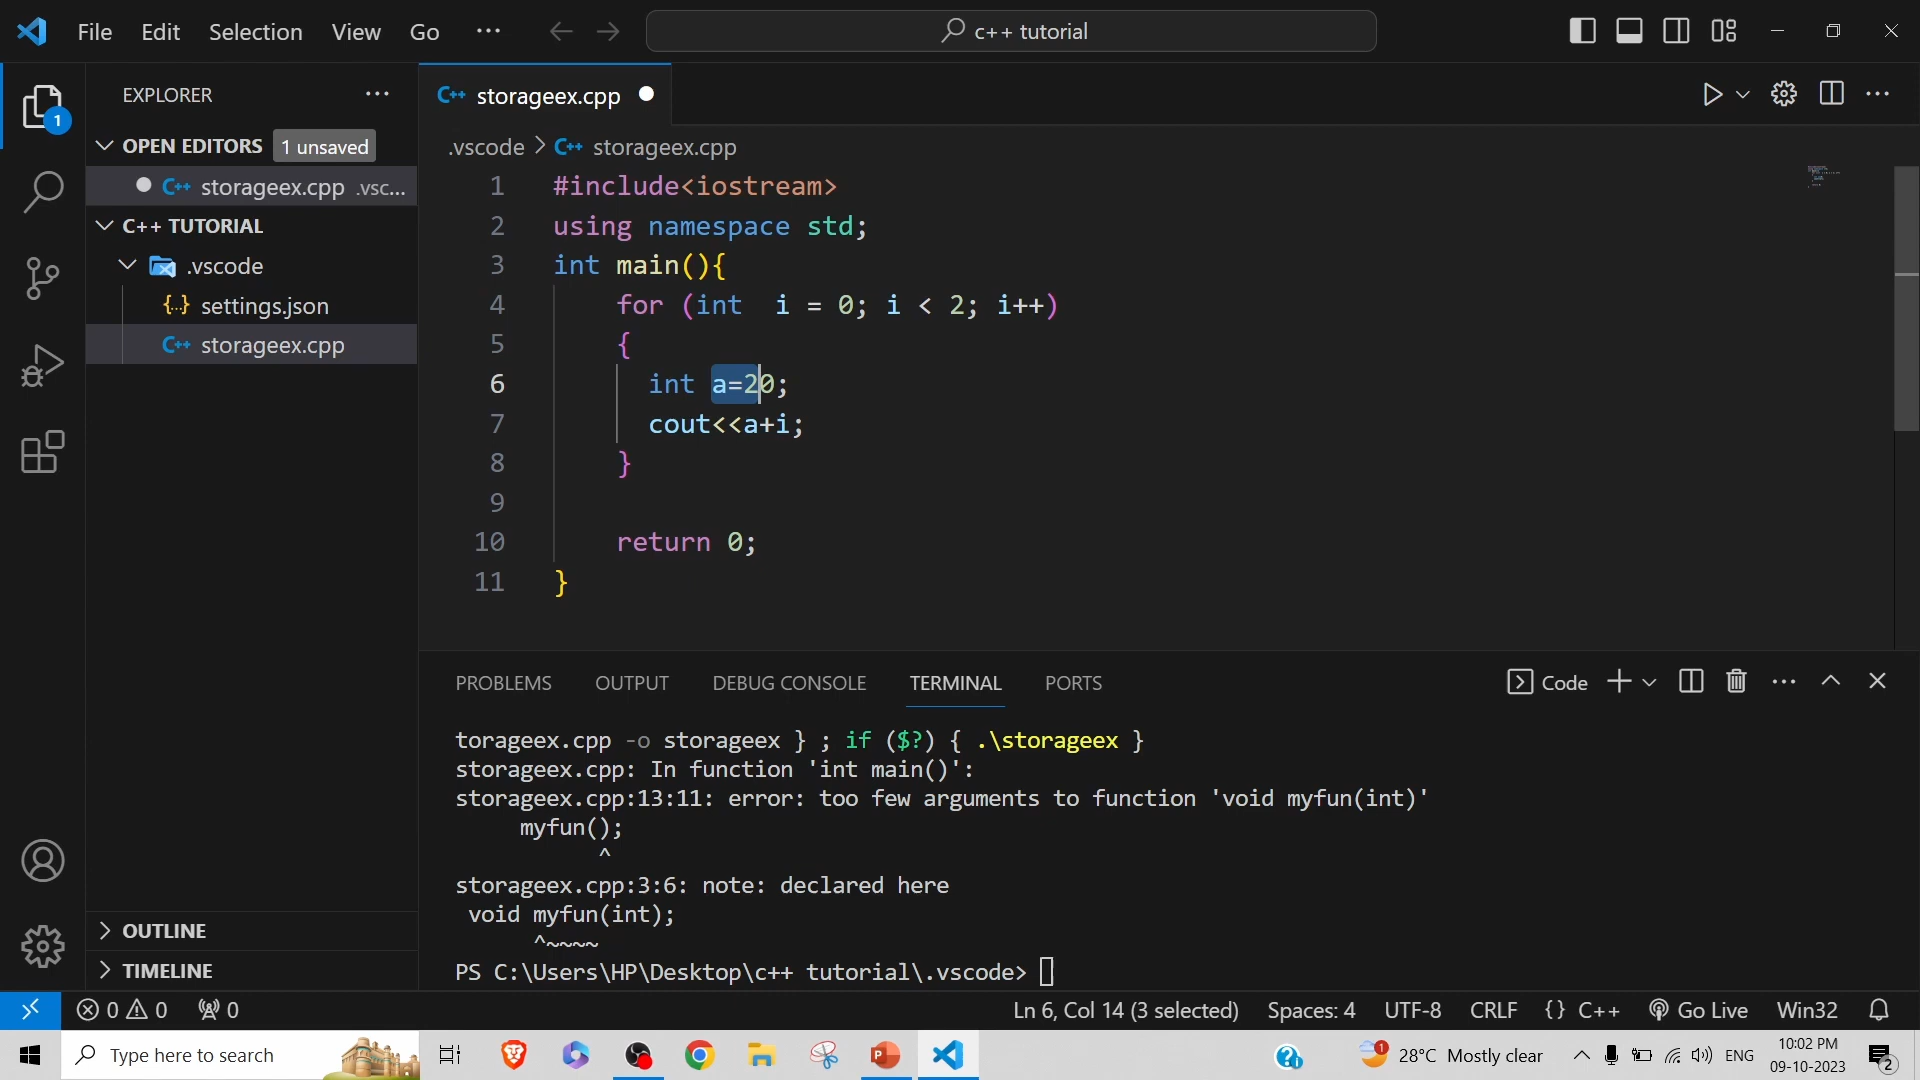 File Edit Selection View Go ··· c++ tutorial
EXPLORER ···
OPEN EDITORS 1 unsaved
storageex.cpp .vsc...
C++ TUTORIAL
.vscode
{..} settings.json
C++ storageex.cpp
OUTLINE
TIMELINE
C++ storageex.cpp
.vscode > C++ storageex.cpp
1 #include<iostream>
2 using namespace std;
3 int main(){
4 for (int  i = 0; i < 2; i++)
5 {
6 int a=20;
7 cout<<a+i;
8 }
9
10 return 0;
11 }
PROBLEMS OUTPUT DEBUG CONSOLE TERMINAL PORTS Code
torageex.cpp -o storageex } ; if ($?) { .\storageex }
storageex.cpp: In function 'int main()':
storageex.cpp:13:11: error: too few arguments to function 'void myfun(int)'
myfun();
^
storageex.cpp:3:6: note: declared here
void myfun(int);
^~~~~
PS C:\Users\HP\Desktop\c++ tutorial\.vscode>
0 0 0 Ln 6, Col 14 (3 selected) Spaces: 4 UTF-8 CRLF {} C++ Go Live Win32
Type here to search 1 28°C Mostly clear ENG 10:02 PM
09-10-2023 2